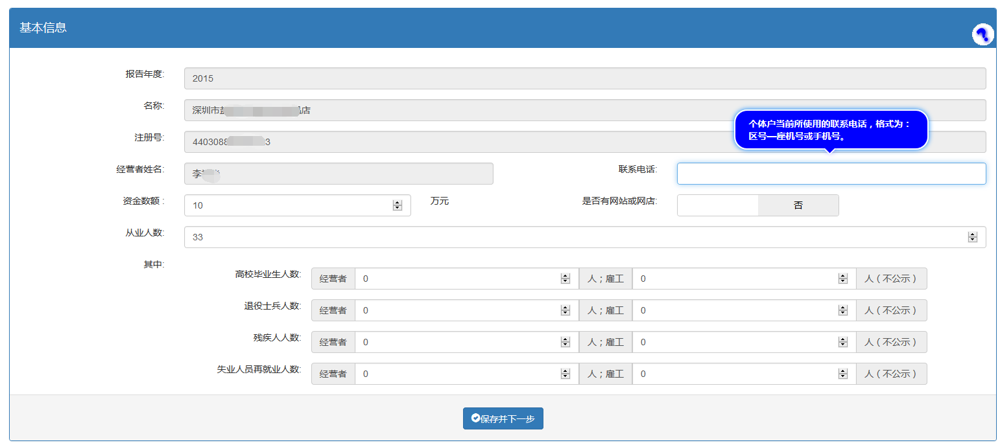 基本信息
报告年度: 2015
名称: 深圳市 店
个体户当前所使用的联系电话，格式为：
区号—座机号或手机号。
注册号: 4403088 3
经营者姓名: 李 联系电话:
资金数额 : 10 万元 是否有网站或网店: 否
从业人数: 33
其中:
高校毕业生人数: 经营者 0 人；雇工 0 人（不公示）
退役士兵人数: 经营者 0 人；雇工 0 人（不公示）
残疾人人数: 经营者 0 人；雇工 0 人（不公示）
失业人员再就业人数: 经营者 0 人；雇工 0 人（不公示）
保存并下一步